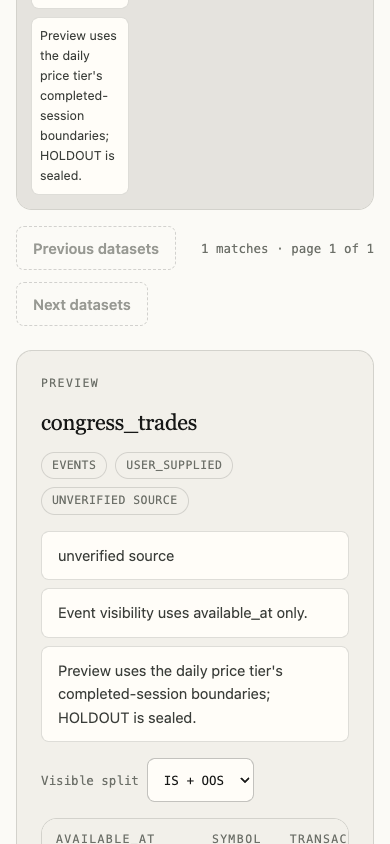 Preview uses
the daily
price tier's
completed-
session
boundaries;
HOLDOUT is
sealed.
Previous datasets
1 matches · page 1 of 1
Next datasets
PREVIEW
congress_trades
EVENTS
USER_SUPPLIED
UNVERIFIED SOURCE
unverified source
Event visibility uses available_at only.
Preview uses the daily price tier's
completed-session boundaries;
HOLDOUT is sealed.
Visible split
IS + OOS
AVAILABLE AT
SYMBOL
TRANSAC